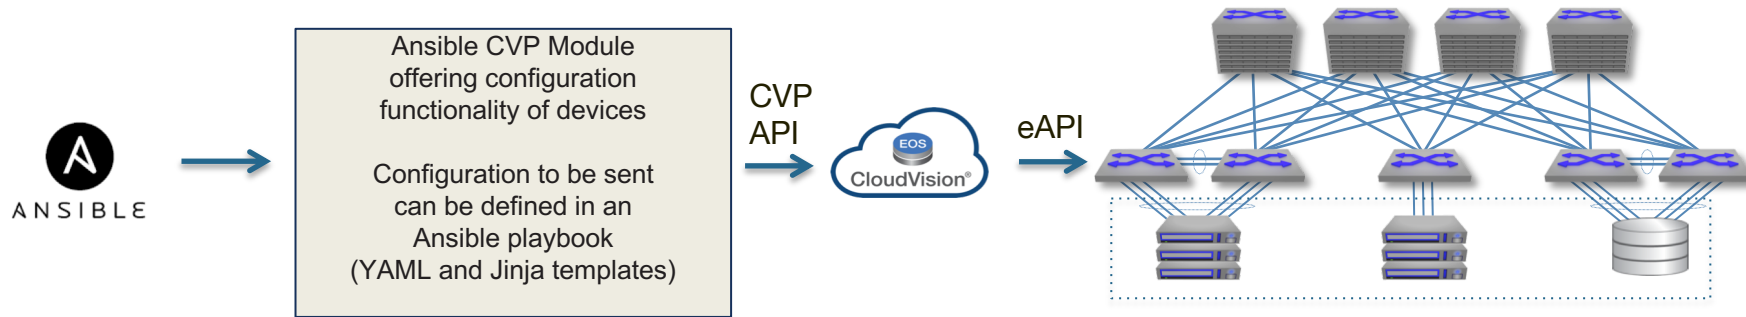 ANSIBLE
Ansible CVP Module
offering configuration
functionality of devices
Configuration to be sent
can be defined in an
Ansible playbook
(YAML and Jinja templates)
CVP
API
EOS
CloudVision®
eAPI